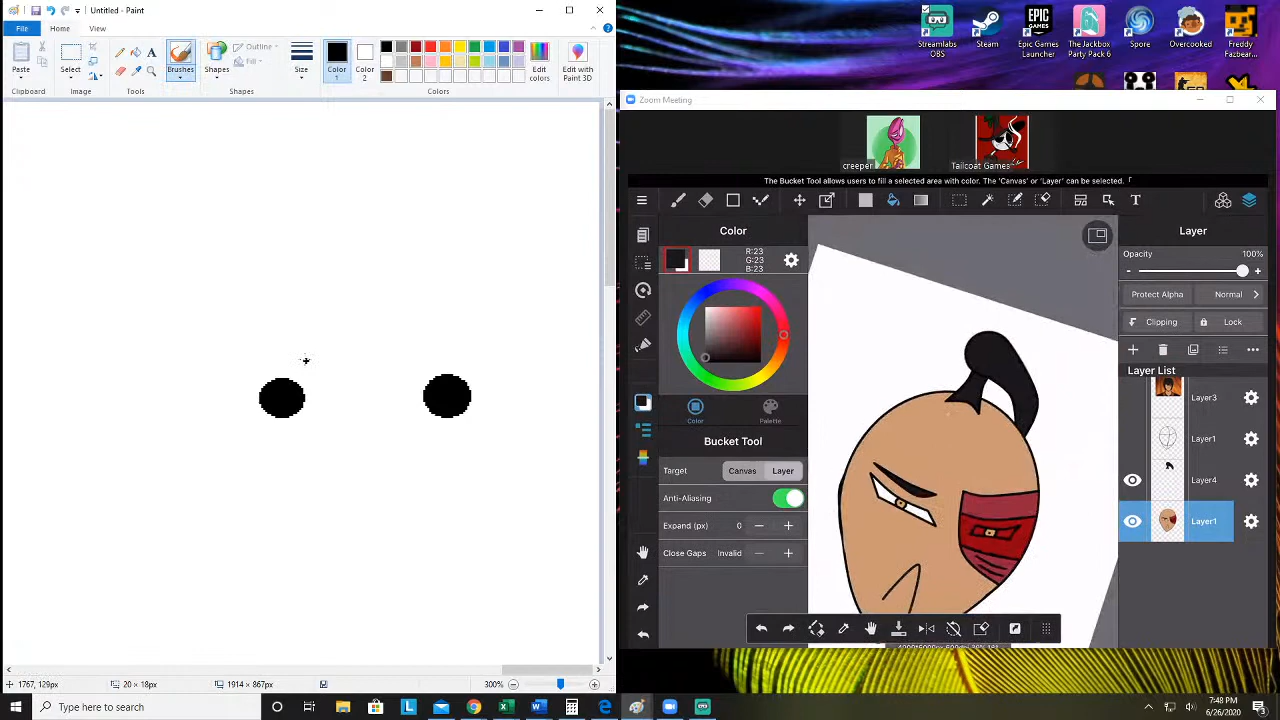 Untitled - Paint
File
Home
View
Paste
Select
Brushes
Shapes
Outline
Fill
Size
Color
1
Color
2
Edit
colors
Edit with
Paint 3D
Clipboard
Image
Tools
Shapes
Colors
Streamlabs
OBS
Steam
Epic Games
Launcher
The Jackbox
Party Pack 6
Spore
Overcooked
Freddy
Fazbear...
Zoom Meeting
creeper
Tailcoat Games
The Bucket Tool allows users to fill a selected area with color. The 'Canvas' or 'Layer' can be selected.
Color
R:23
G:23
B:23
Color
Palette
Bucket Tool
Target
Canvas
Layer
Anti-Aliasing
Expand (px)
0
Close Gaps
Invalid
Layer
Opacity
100%
Protect Alpha
Normal
Clipping
Lock
Layer List
Layer3
Layer1
Layer4
Layer1
1767, 129px
20 × 18px
1914 × 867px
300%
Type here to search
7:48 PM
6/26/2020
3